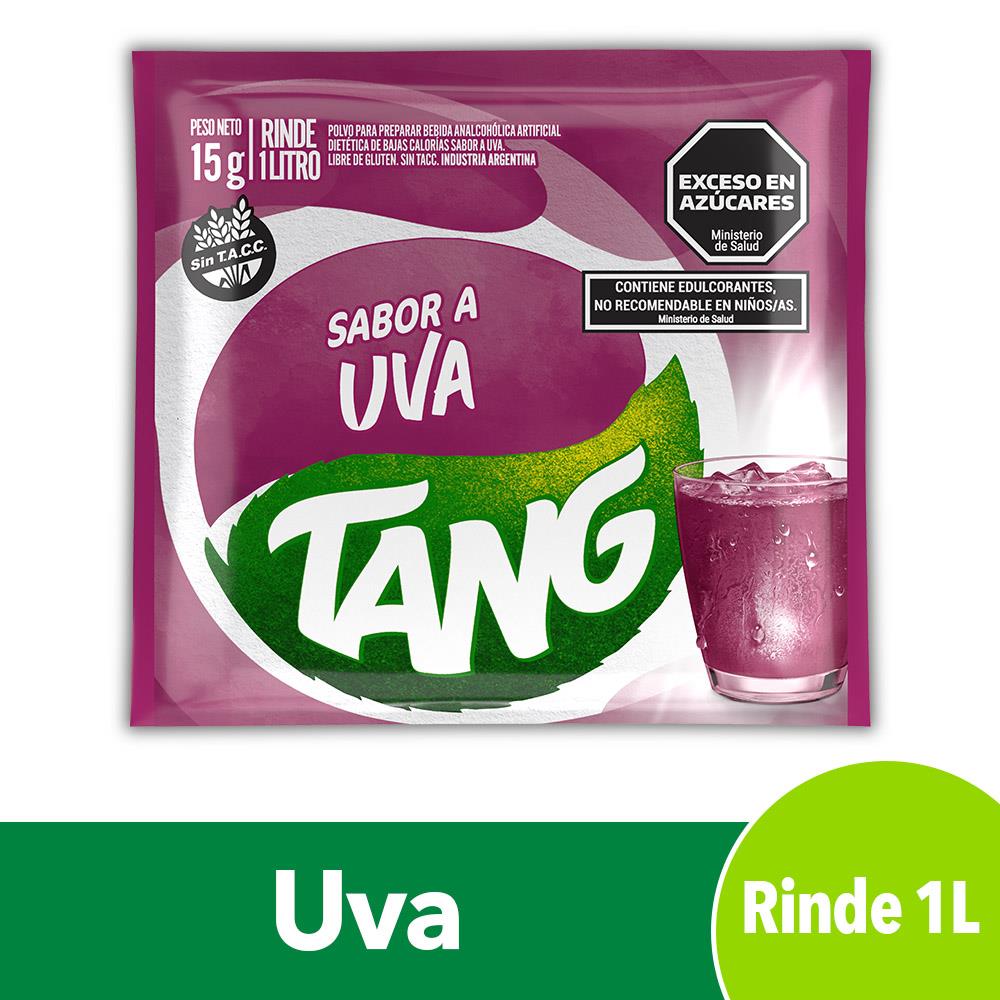 PESO NETO
15 g
RINDE
1 LITRO
POLVO PARA PREPARAR BEBIDA ANALCOHÓLICA ARTIFICIAL
DIETÉTICA DE BAJAS CALORÍAS SABOR A UVA.
LIBRE DE GLUTEN. SIN TACC. INDUSTRIA ARGENTINA
Sin T.A.C.C.
EXCESO EN
AZÚCARES
Ministerio
de Salud
CONTIENE EDULCORANTES,
NO RECOMENDABLE EN NIÑOS/AS.
Ministerio de Salud
SABOR A
UVA
TANG
Uva
Rinde 1L